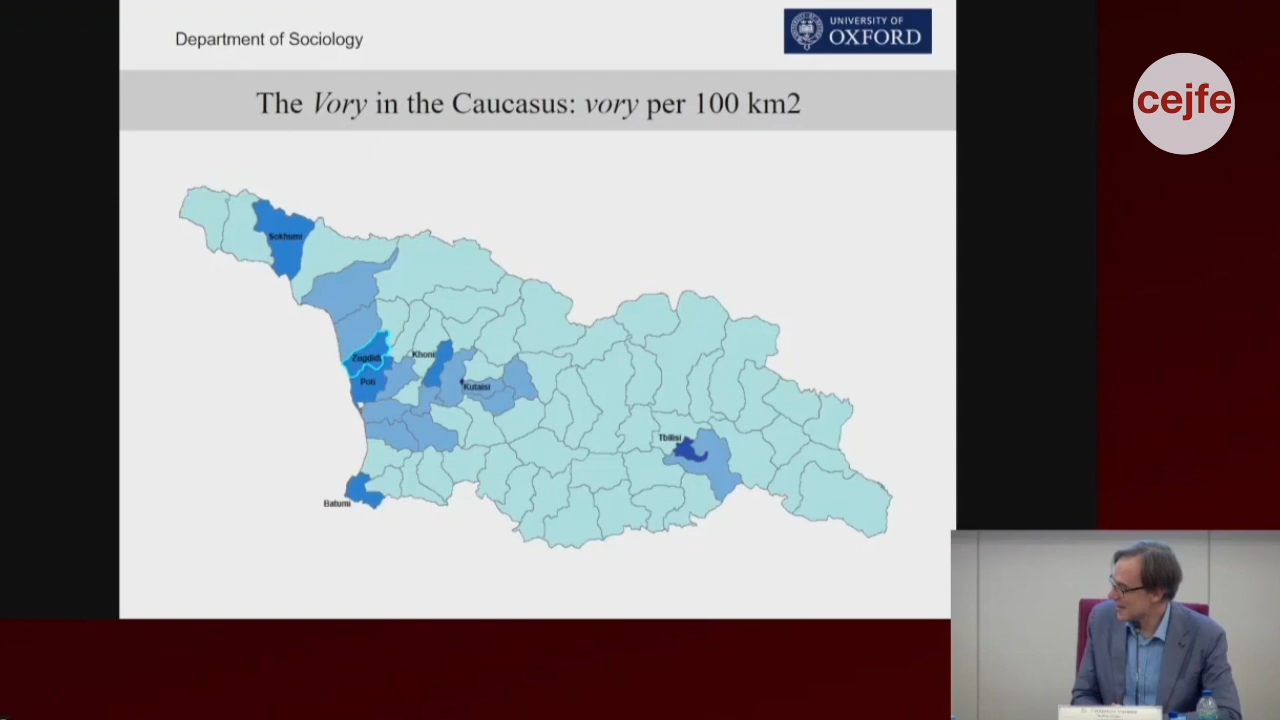 Department of Sociology
UNIVERSITY OF
OXFORD
cejfe
The Vory in the Caucasus: vory per 100 km2
Sokhumi
Zugdidi
Khoni
Poti
Kutaisi
Tbilisi
Batumi